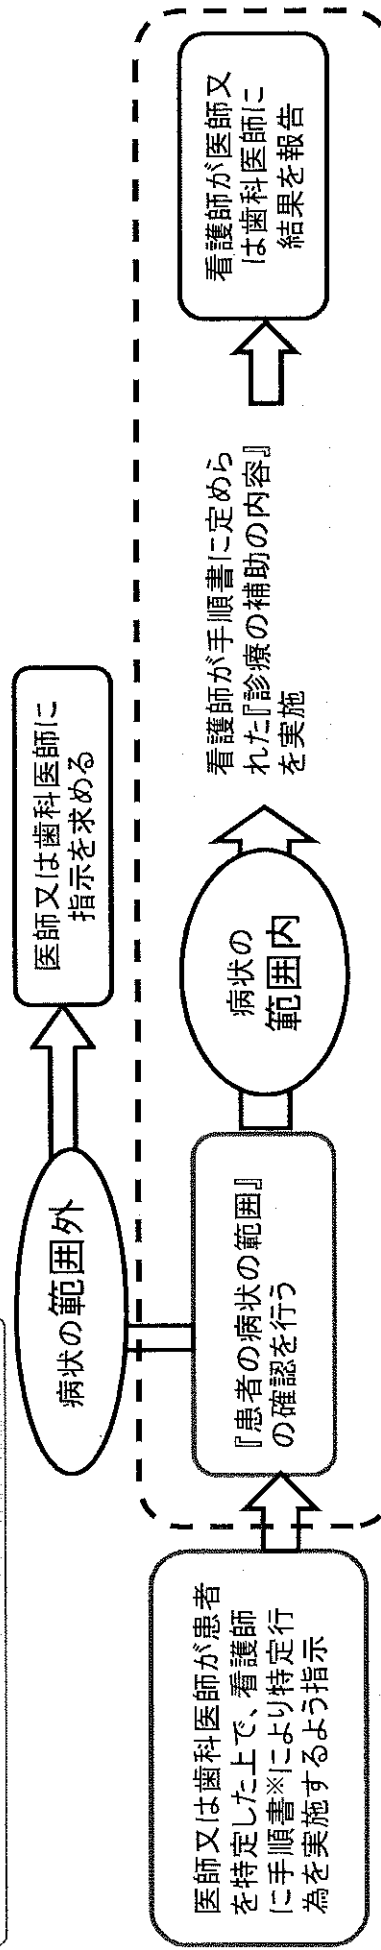 医師又は歯科医師が患者
を特定した上で、看護師
に手順書※により特定行
為を実施するよう指示
『患者の病状の範囲』
の確認を行う
病状の範囲外
医師又は歯科医師に
指示を求める
病状の
範囲内
看護師が手順書に定めら
れた『診療の補助の内容』
を実施
看護師が医師又
は歯科医師に
結果を報告